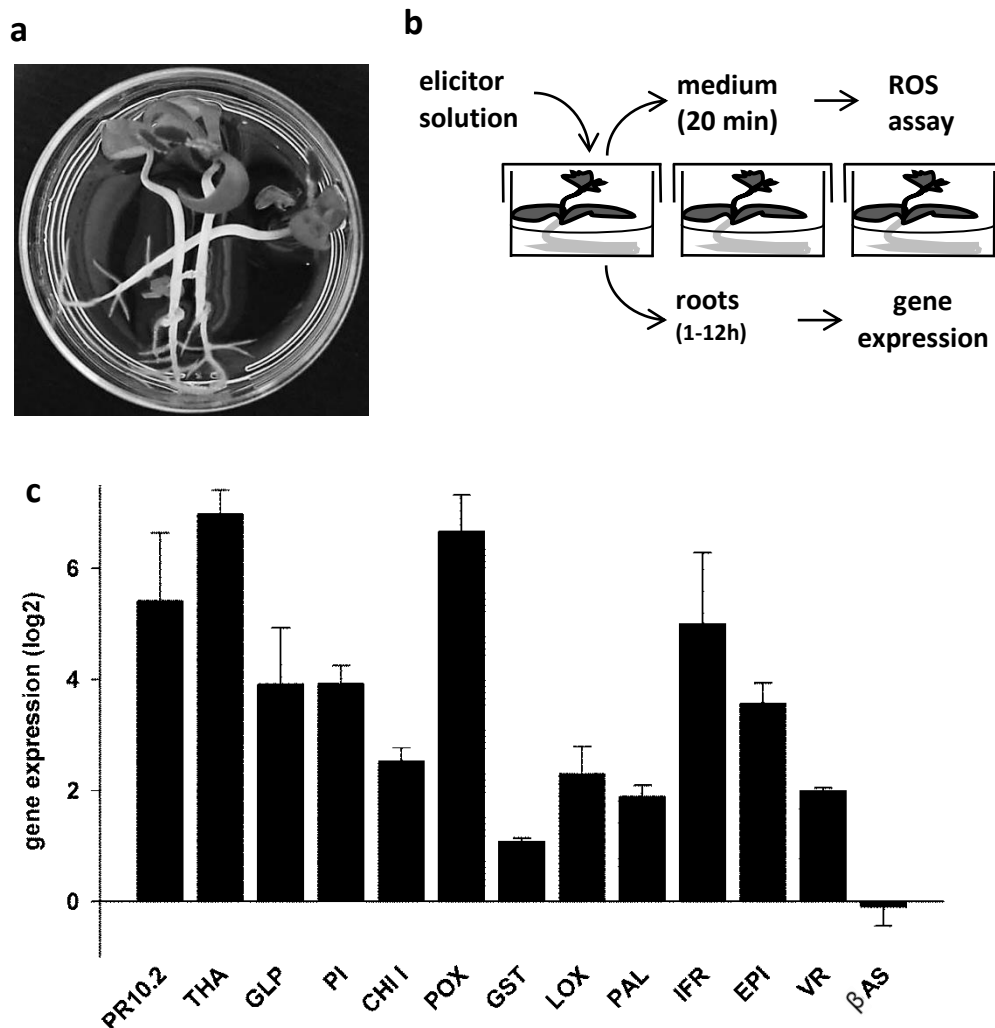 a
b
elicitor
solution
medium
(20 min)
ROS
assay
roots
(1-12h)
gene
expression
c
gene expression (log2)
6
4
2
0
PR10.2
THA
GLP
PI
CHI I
POX
GST
LOX
PAL
IFR
EPI
VR
βAS